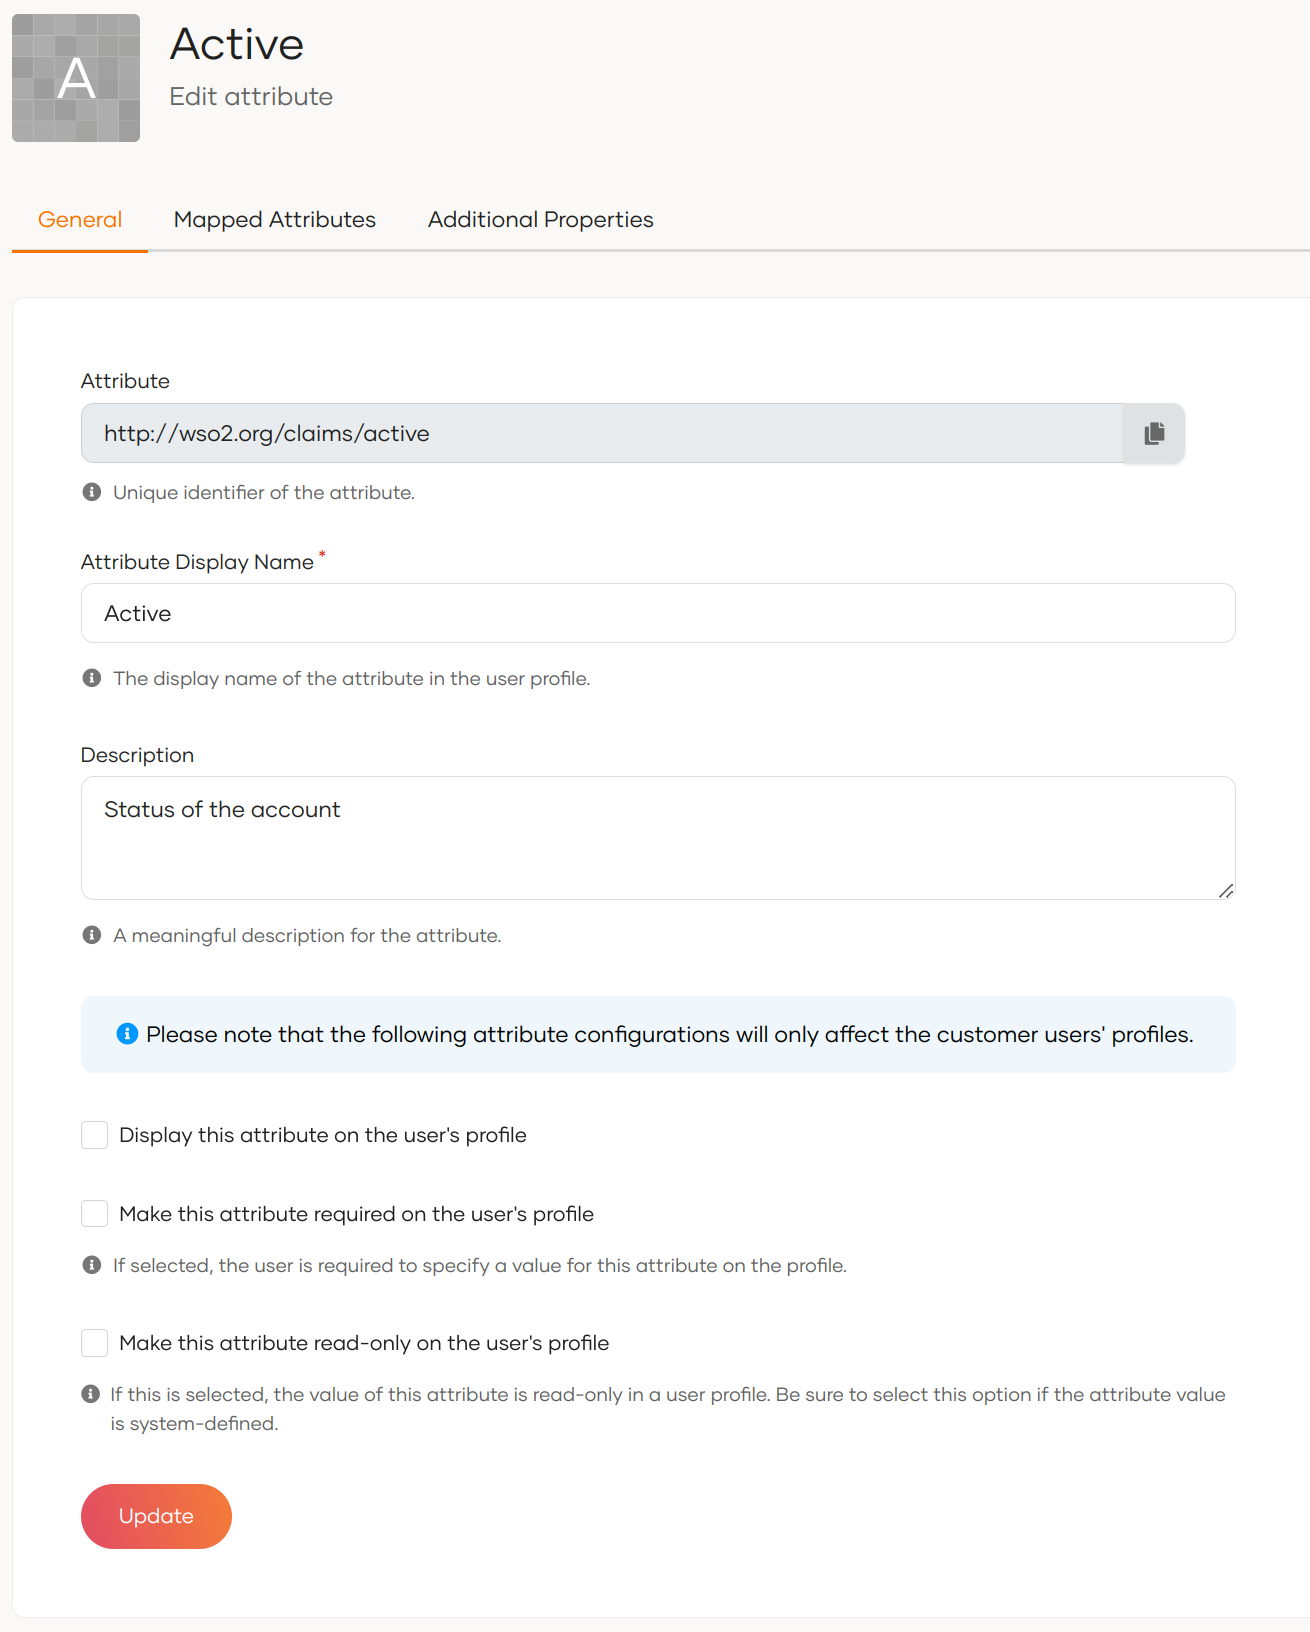 A
Active
Edit attribute
General
Mapped Attributes
Additional Properties
Attribute
http://wso2.org/claims/active
Unique identifier of the attribute.
Attribute Display Name *
Active
The display name of the attribute in the user profile.
Description
Status of the account
A meaningful description for the attribute.
Please note that the following attribute configurations will only affect the customer users' profiles.
Display this attribute on the user's profile
Make this attribute required on the user's profile
If selected, the user is required to specify a value for this attribute on the profile.
Make this attribute read-only on the user's profile
If this is selected, the value of this attribute is read-only in a user profile. Be sure to select this option if the attribute value
is system-defined.
Update